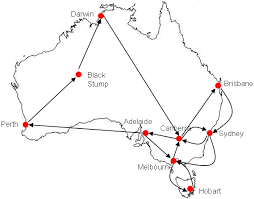 Darwin
Black
Stump
Brisbane
Perth
Adelaide
Canberra
Sydney
Melbourne
Hobart